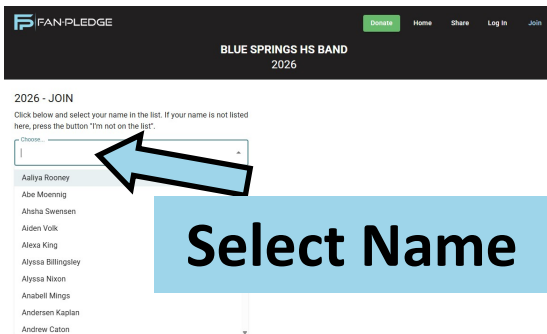 FAN-PLEDGE
Donate Home Share Log In Join
BLUE SPRINGS HS BAND
2026
2026 - JOIN
Click below and select your name in the list. If your name is not listed
here, press the button "I'm not on the list".
Choose...
Aaliya Rooney
Abe Moennig
Ahsha Swensen
Aiden Volk
Alexa King
Alyssa Billingsley
Alyssa Nixon
Anabell Mings
Andersen Kaplan
Andrew Caton
Select Name